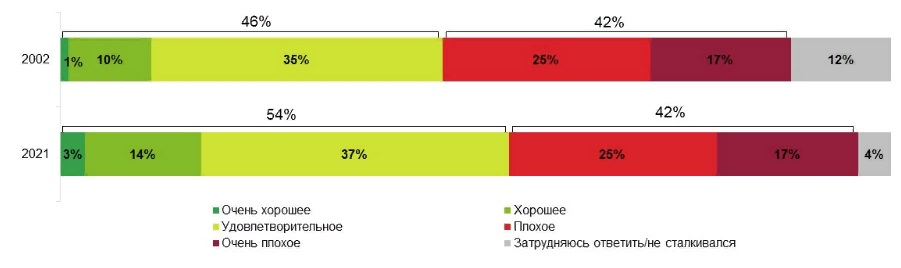 46% 42%
2002 1% 10% 35% 25% 17% 12%
54% 42%
2021 3% 14% 37% 25% 17% 4%
Очень хорошее Хорошее
Удовлетворительное Плохое
Очень плохое Затрудняюсь ответить/не сталкивался